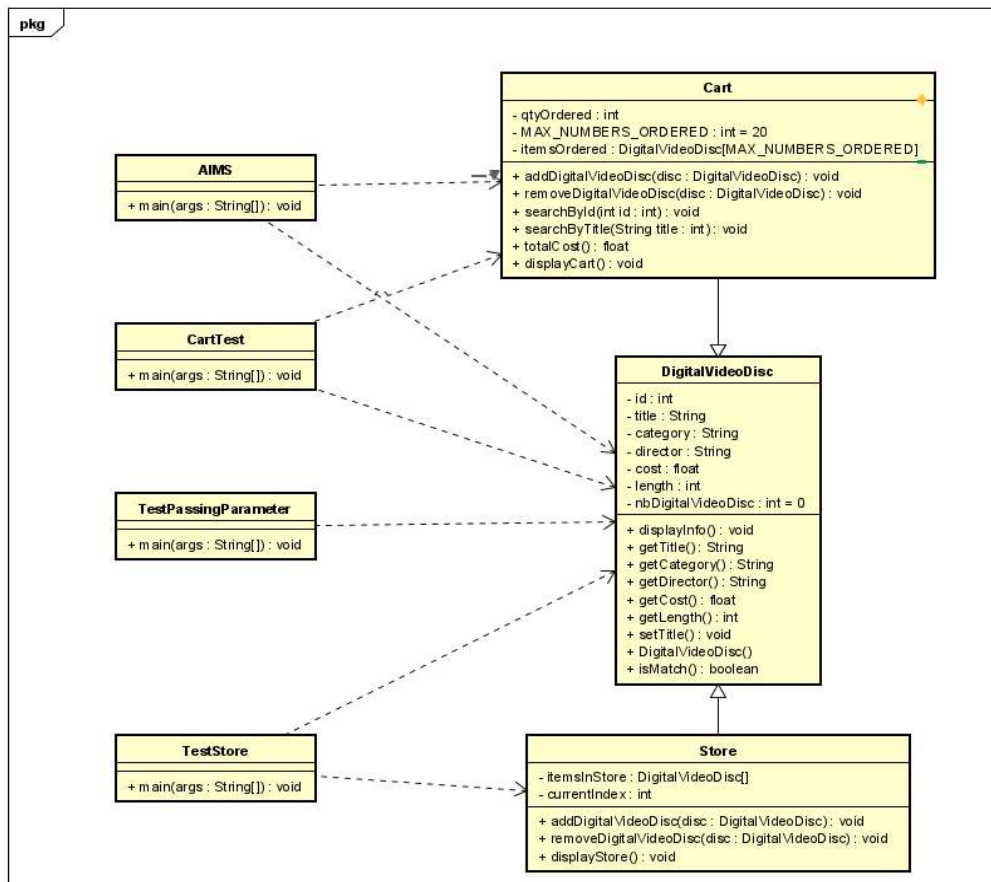 pkg
Cart
- qtyOrdered : int
- MAX_NUMBERS_ORDERED : int = 20
- itemsOrdered : DigitalVideoDisc[MAX_NUMBERS_ORDERED]
+ addDigitalVideoDisc(disc : DigitalVideoDisc) : void
+ removeDigitalVideoDisc(disc : DigitalVideoDisc) : void
+ searchById(int id : int) : void
+ searchByTitle(String title : int) : void
+ totalCost() : float
+ displayCart() : void
AIMS
+ main(args : String[]) : void
CartTest
+ main(args : String[]) : void
DigitalVideoDisc
- id : int
- title : String
- category : String
- director : String
- cost : float
- length : int
- nbDigitalVideoDisc : int = 0
+ displayInfo() : void
+ getTitle() : String
+ getCategory() : String
+ getDirector() : String
+ getCost() : float
+ getLength() : int
+ setTitle() : void
+ DigitalVideoDisc()
+ isMatch() : boolean
TestPassingParameter
+ main(args : String[]) : void
TestStore
+ main(args : String[]) : void
Store
- itemsInStore : DigitalVideoDisc[]
- currentIndex : int
+ addDigitalVideoDisc(disc : DigitalVideoDisc) : void
+ removeDigitalVideoDisc(disc : DigitalVideoDisc) : void
+ displayStore() : void